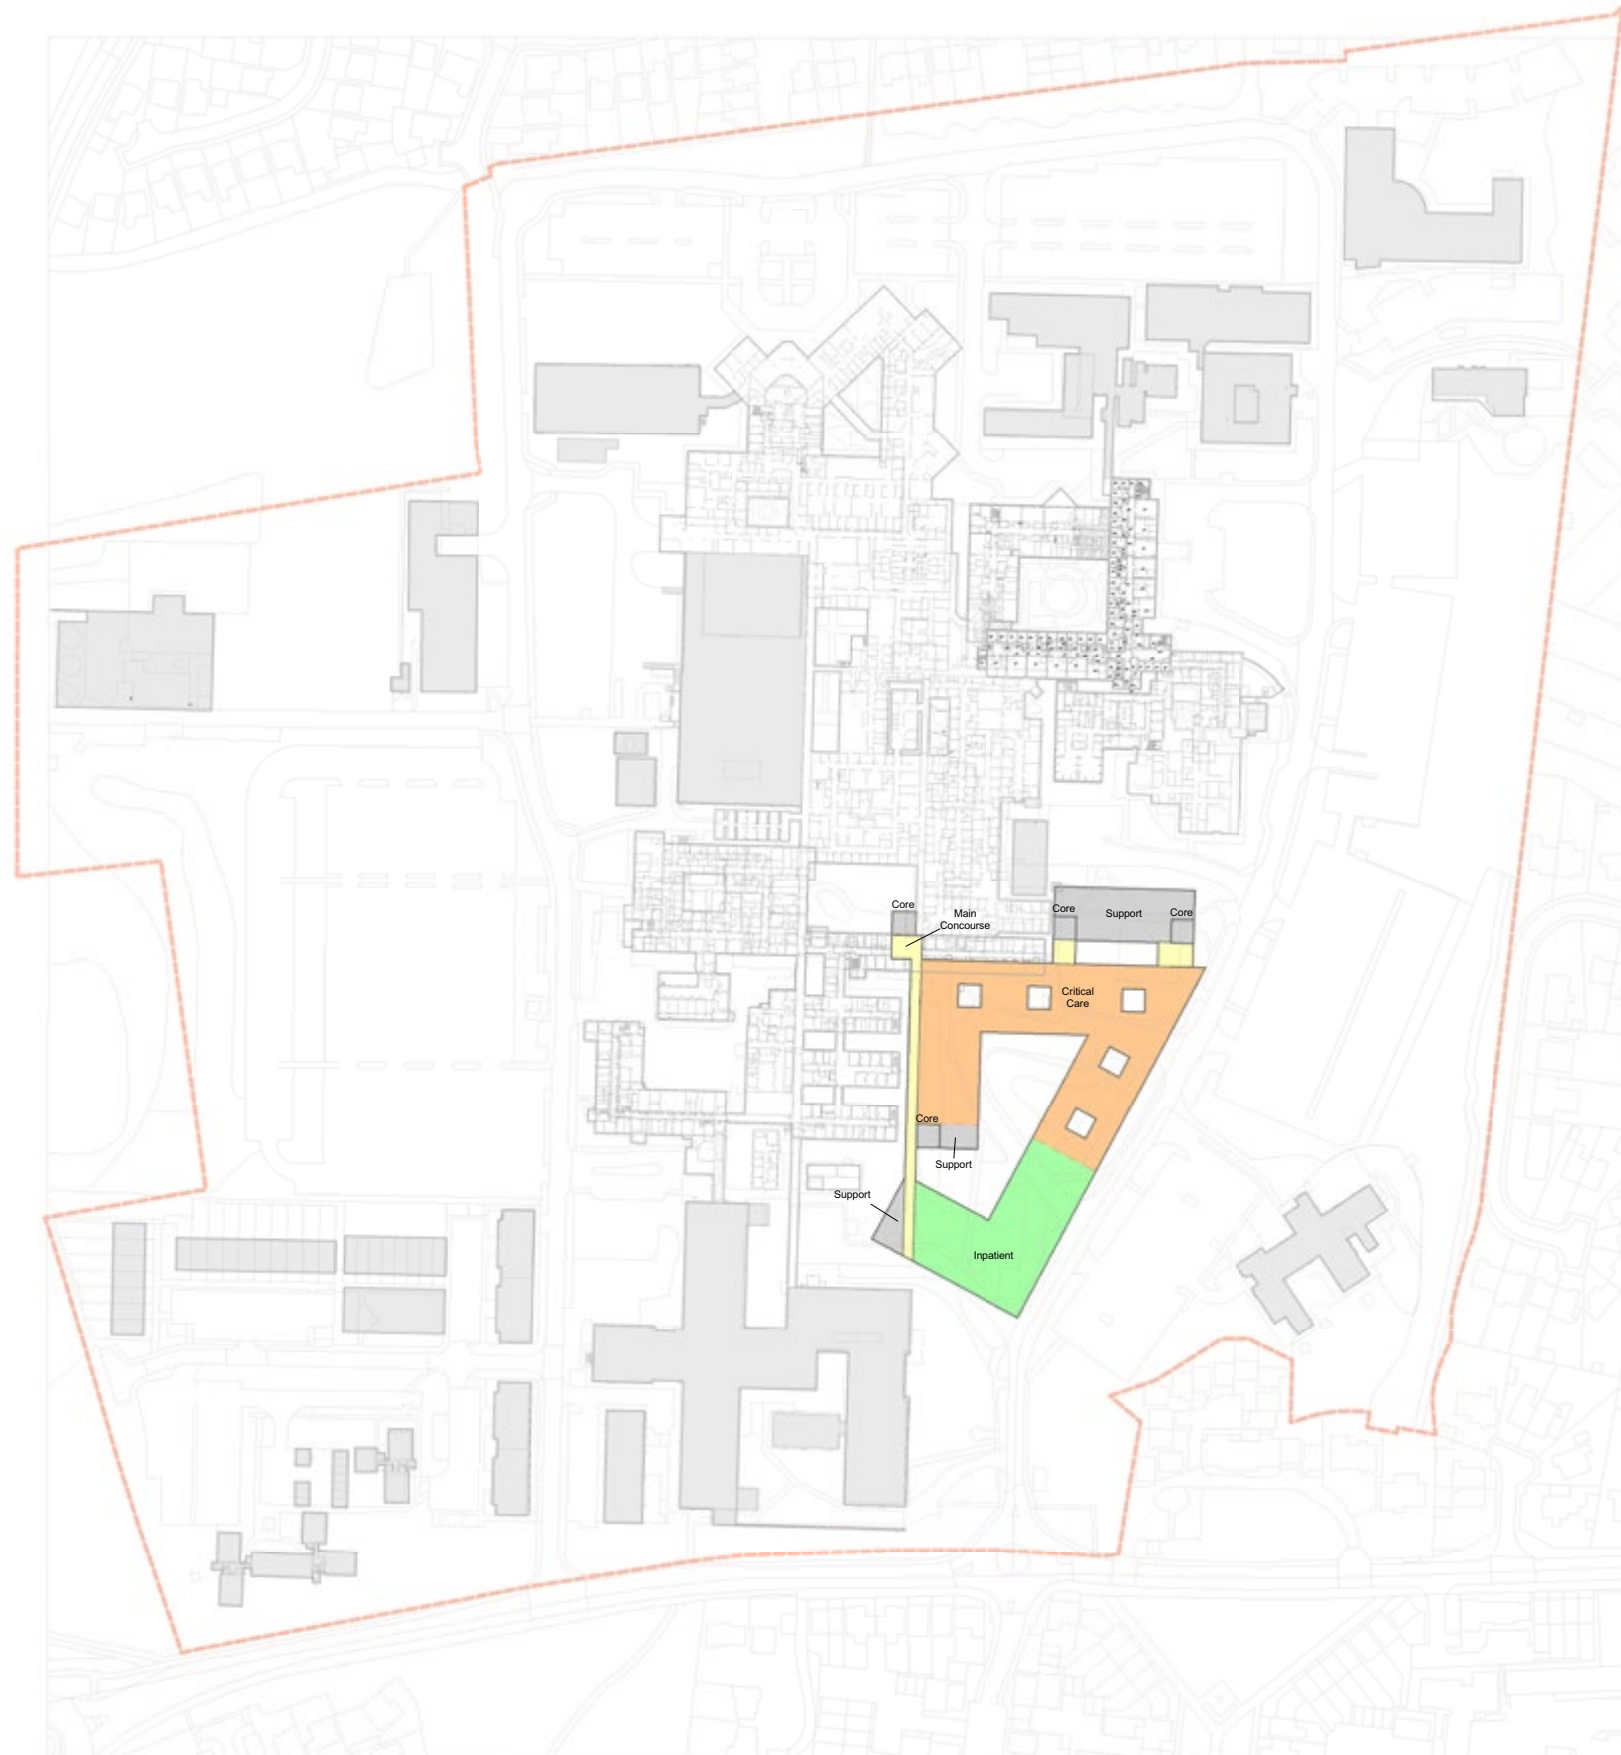 Core
Main
Concourse
Core
Support
Core
Critical
Care
Core
Support
Support
Inpatient